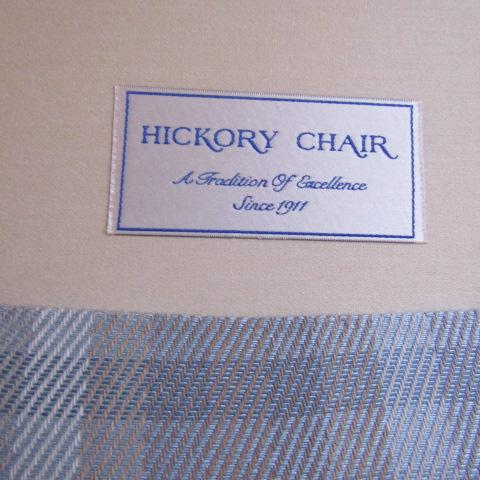 HICKORY CHAIR
A Tradition Of Excellence
Since 1911